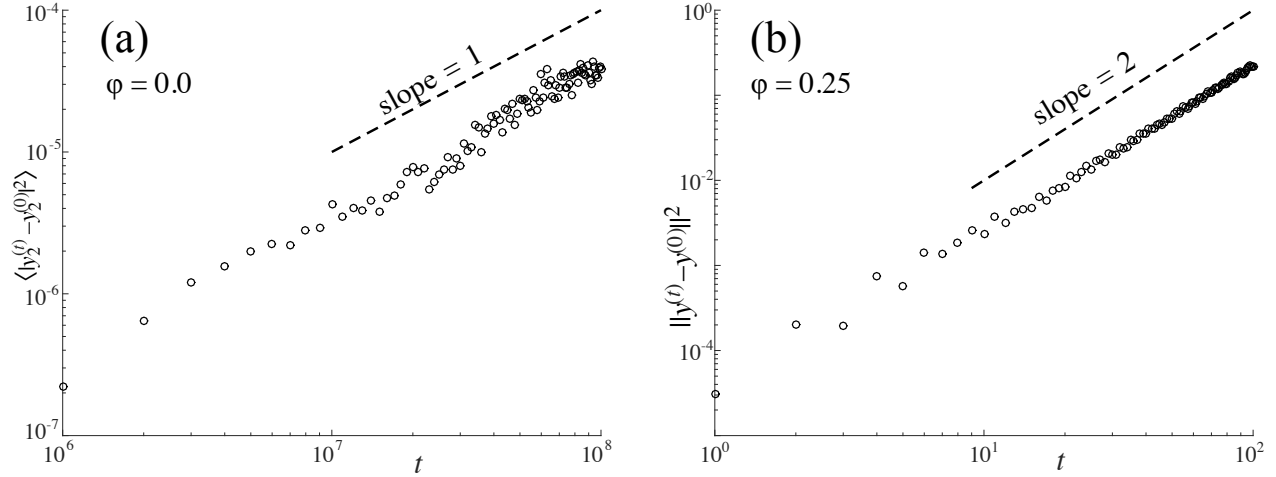 (a)
φ = 0.0
slope = 1
10⁻⁴
10⁻⁵
10⁻⁶
10⁻⁷
⟨|y₂⁽ᵗ⁾−y₂⁽⁰⁾|²⟩
10⁶
10⁷
10⁸
t
(b)
φ = 0.25
slope = 2
10⁰
10⁻²
10⁻⁴
||y⁽ᵗ⁾−y⁽⁰⁾||²
10⁰
10¹
10²
t